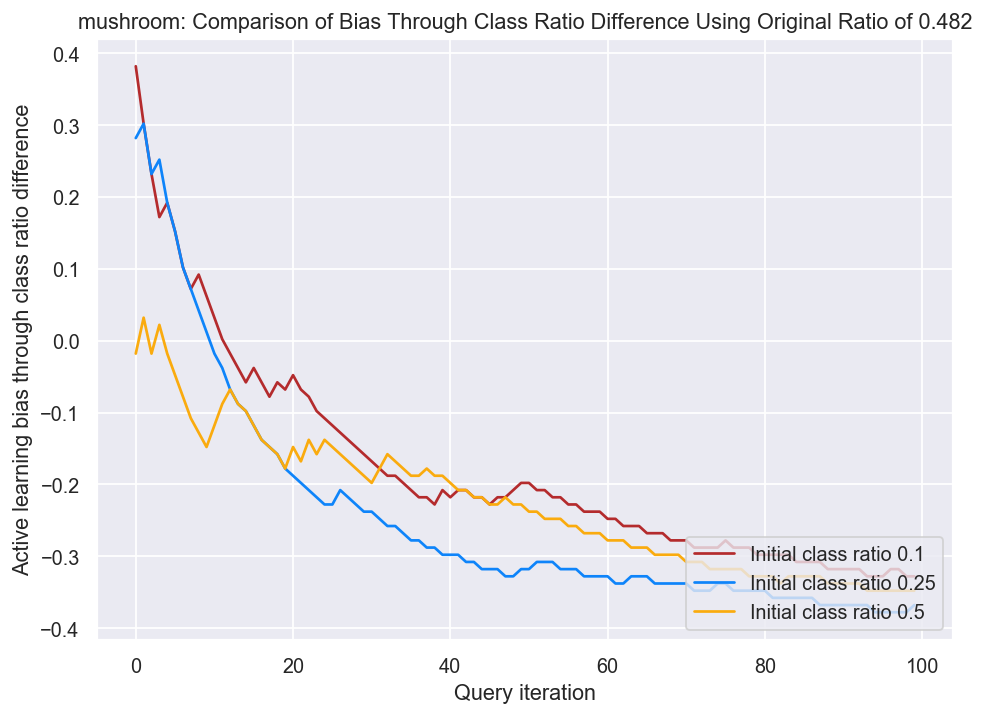 mushroom: Comparison of Bias Through Class Ratio Difference Using Original Ratio of 0.482
Active learning bias through class ratio difference
0.4
0.3
0.2
0.1
0.0
−0.1
−0.2
−0.3
−0.4
Initial class ratio 0.1
Initial class ratio 0.25
Initial class ratio 0.5
0 20 40 60 80 100
Query iteration